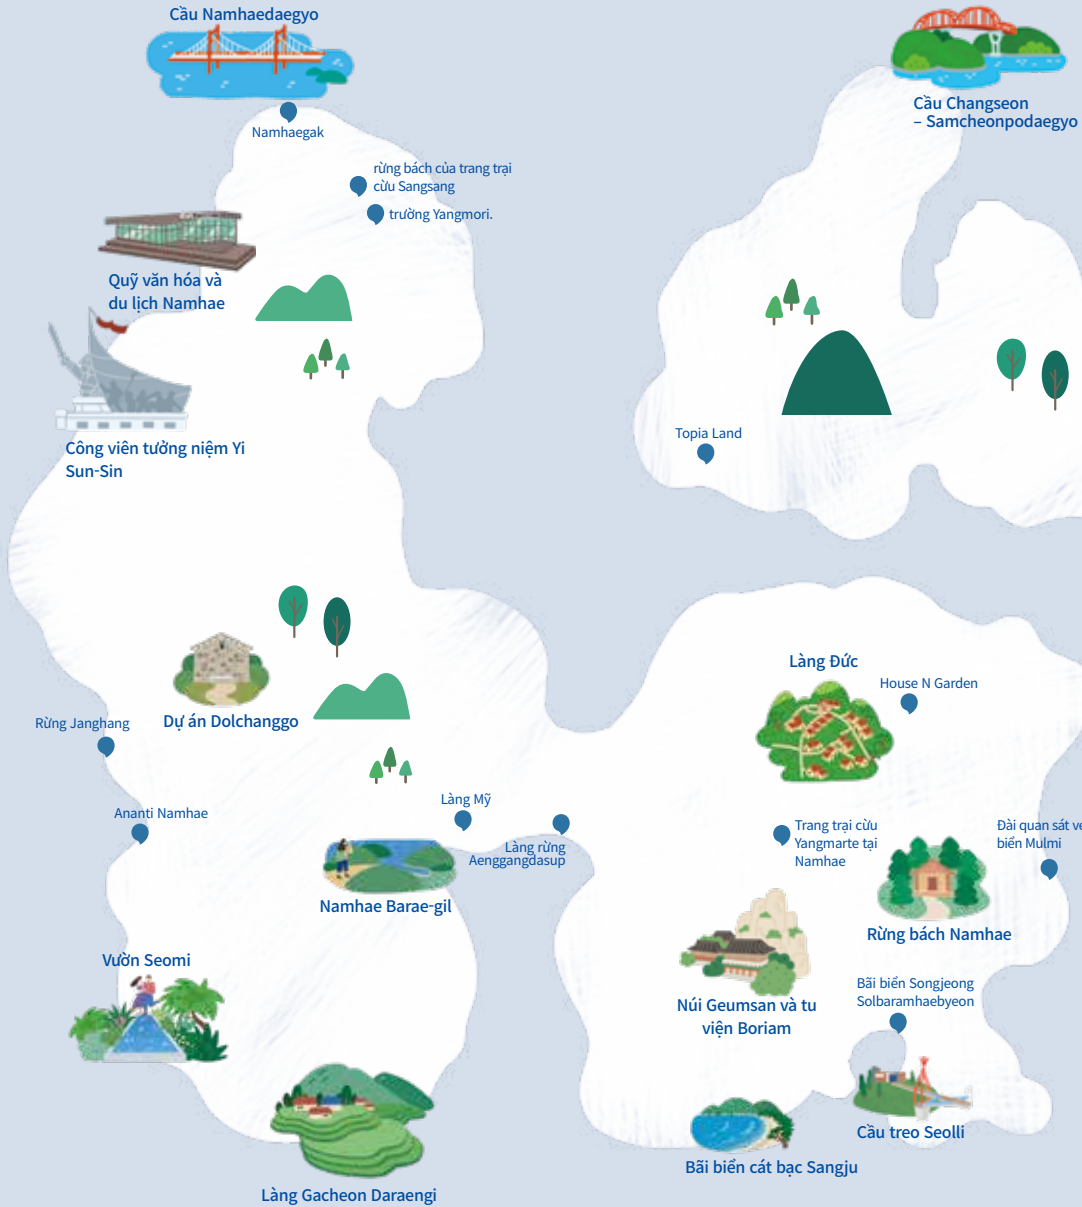 Cầu Namhaedaegyo
Cầu Changseon
– Samcheonpodaegyo
Namhaegak
rừng bách của trang trại
cừu Sangsang
trường Yangmori.
Quỹ văn hóa và
du lịch Namhae
Công viên tưởng niệm Yi
Sun-Sin
Topia Land
Làng Đức
House N Garden
Rừng Janghang
Dự án Dolchanggo
Ananti Namhae
Làng Mỹ
Làng rừng
Aenggangdasup
Trang trại cừu
Yangmarte tại
Namhae
Đài quan sát ve
biển Mulmi
Namhae Barae-gil
Rừng bách Namhae
Vườn Seomi
Núi Geumsan và tu
viện Boriam
Bãi biển Songjeong
Solbaramhaebyeon
Cầu treo Seolli
Bãi biển cát bạc Sangju
Làng Gacheon Daraengi